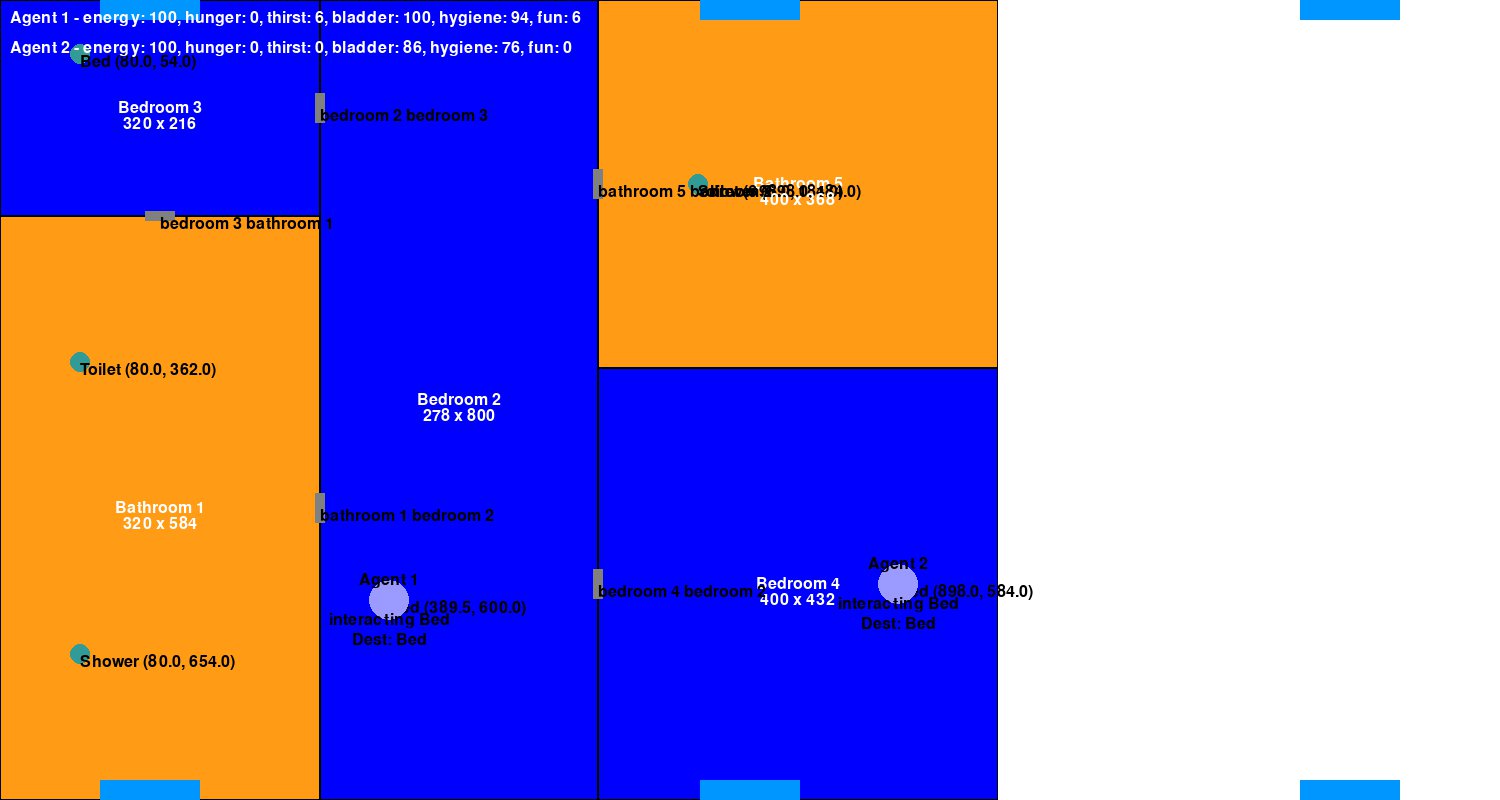 Agent 1 - energy: 100, hunger: 0, thirst: 6, bladder: 100, hygiene: 94, fun: 6
Agent 2 - energy: 100, hunger: 0, thirst: 0, bladder: 86, hygiene: 76, fun: 0
Bed (80.0, 54.0)
Bedroom 3
320 x 216
bedroom 2 bedroom 3
Bathroom 5
400 x 368
bathroom 5
bedroom 3 bathroom 1
Toilet (80.0, 362.0)
Bedroom 2
278 x 800
Bathroom 1
320 x 584
bathroom 1 bedroom 2
Agent 1
(389.5, 600.0)
interacting Bed
Dest: Bed
Agent 2
(898.0, 584.0)
interacting Bed
Dest: Bed
Bedroom 4
400 x 432
bedroom 4 bedroom
Shower (80.0, 654.0)